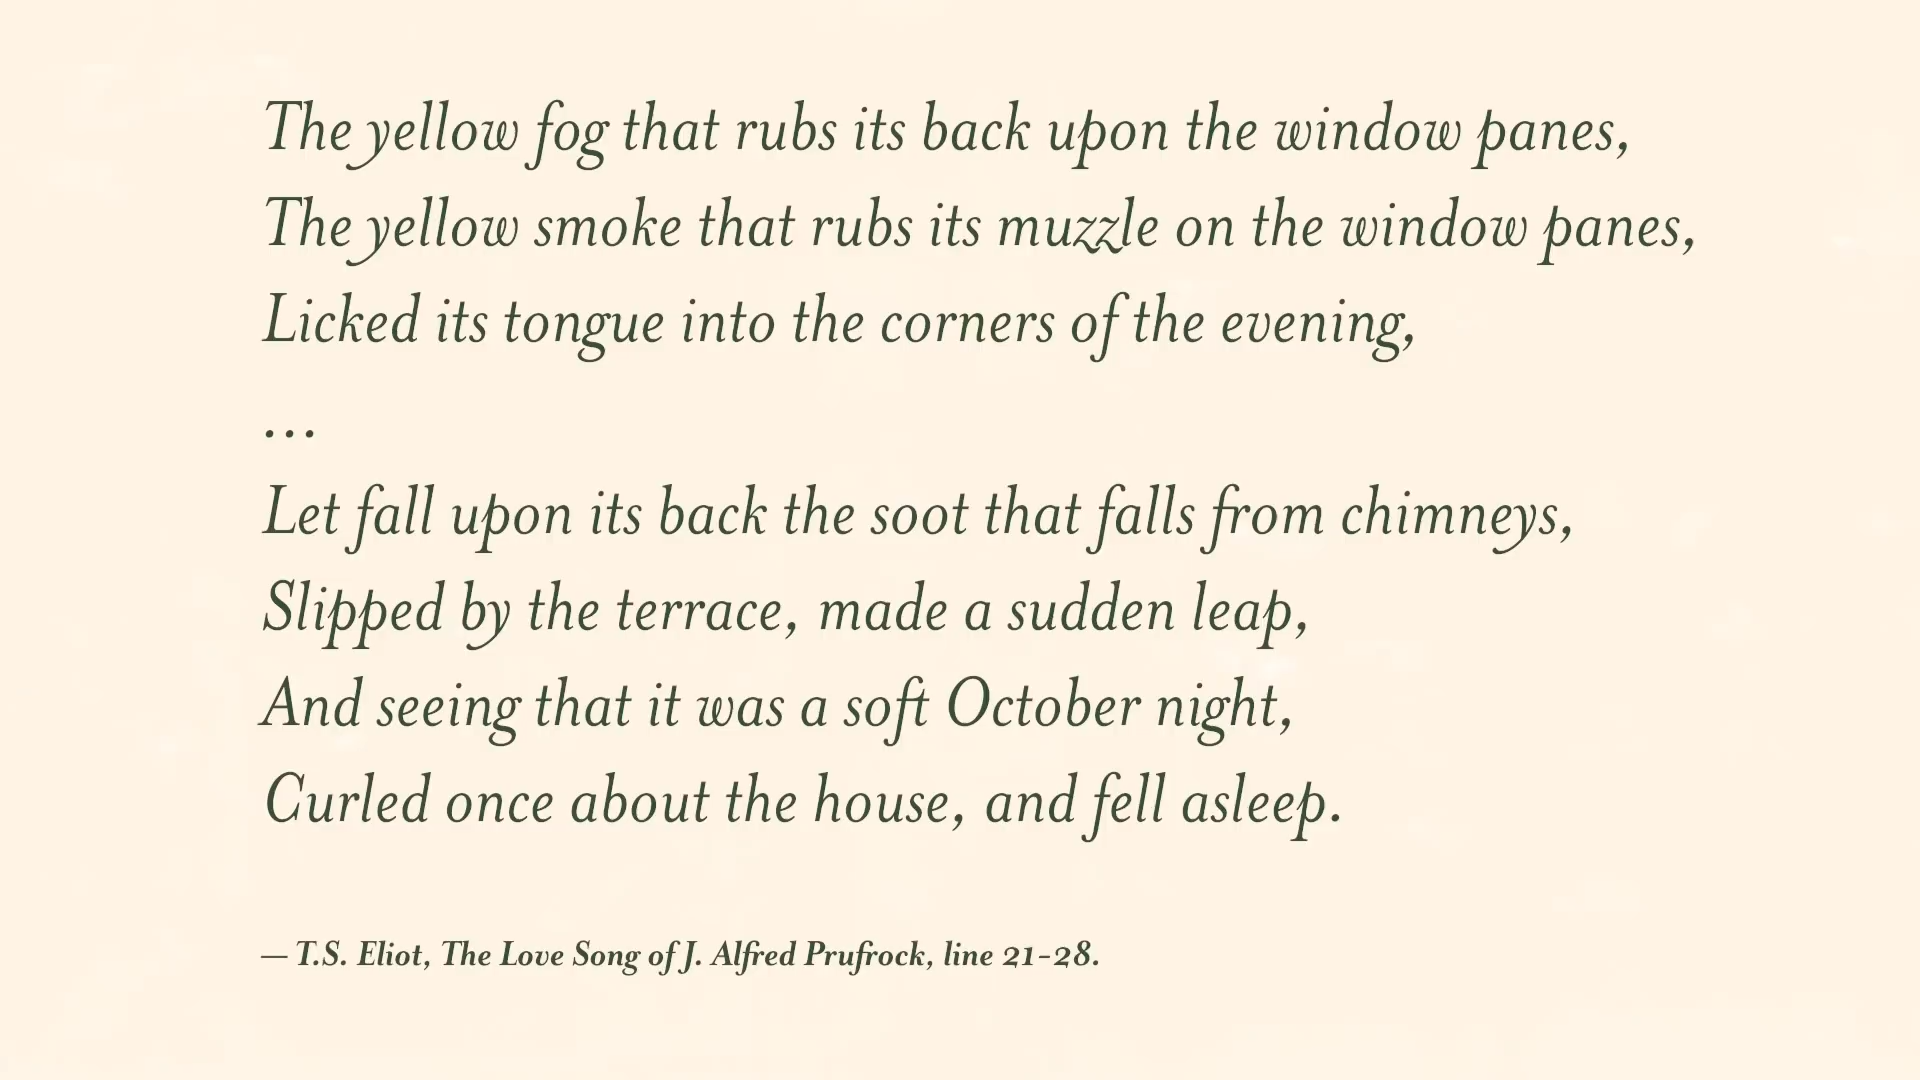 The yellow fog that rubs its back upon the window panes,
The yellow smoke that rubs its muzzle on the window panes,
Licked its tongue into the corners of the evening,
...
Let fall upon its back the soot that falls from chimneys,
Slipped by the terrace, made a sudden leap,
And seeing that it was a soft October night,
Curled once about the house, and fell asleep.
— T.S. Eliot, The Love Song of J. Alfred Prufrock, line 21-28.